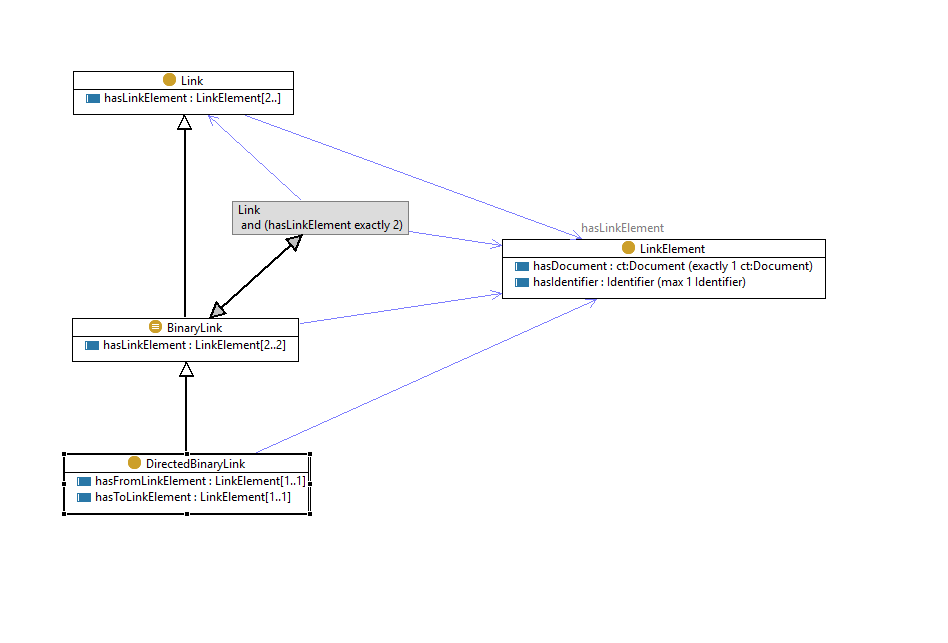 Link
hasLinkElement : LinkElement[2..]
Link
and (hasLinkElement exactly 2)
hasLinkElement
LinkElement
hasDocument : ct:Document (exactly 1 ct:Document)
hasIdentifier : Identifier (max 1 Identifier)
BinaryLink
hasLinkElement : LinkElement[2..2]
DirectedBinaryLink
hasFromLinkElement : LinkElement[1..1]
hasToLinkElement : LinkElement[1..1]